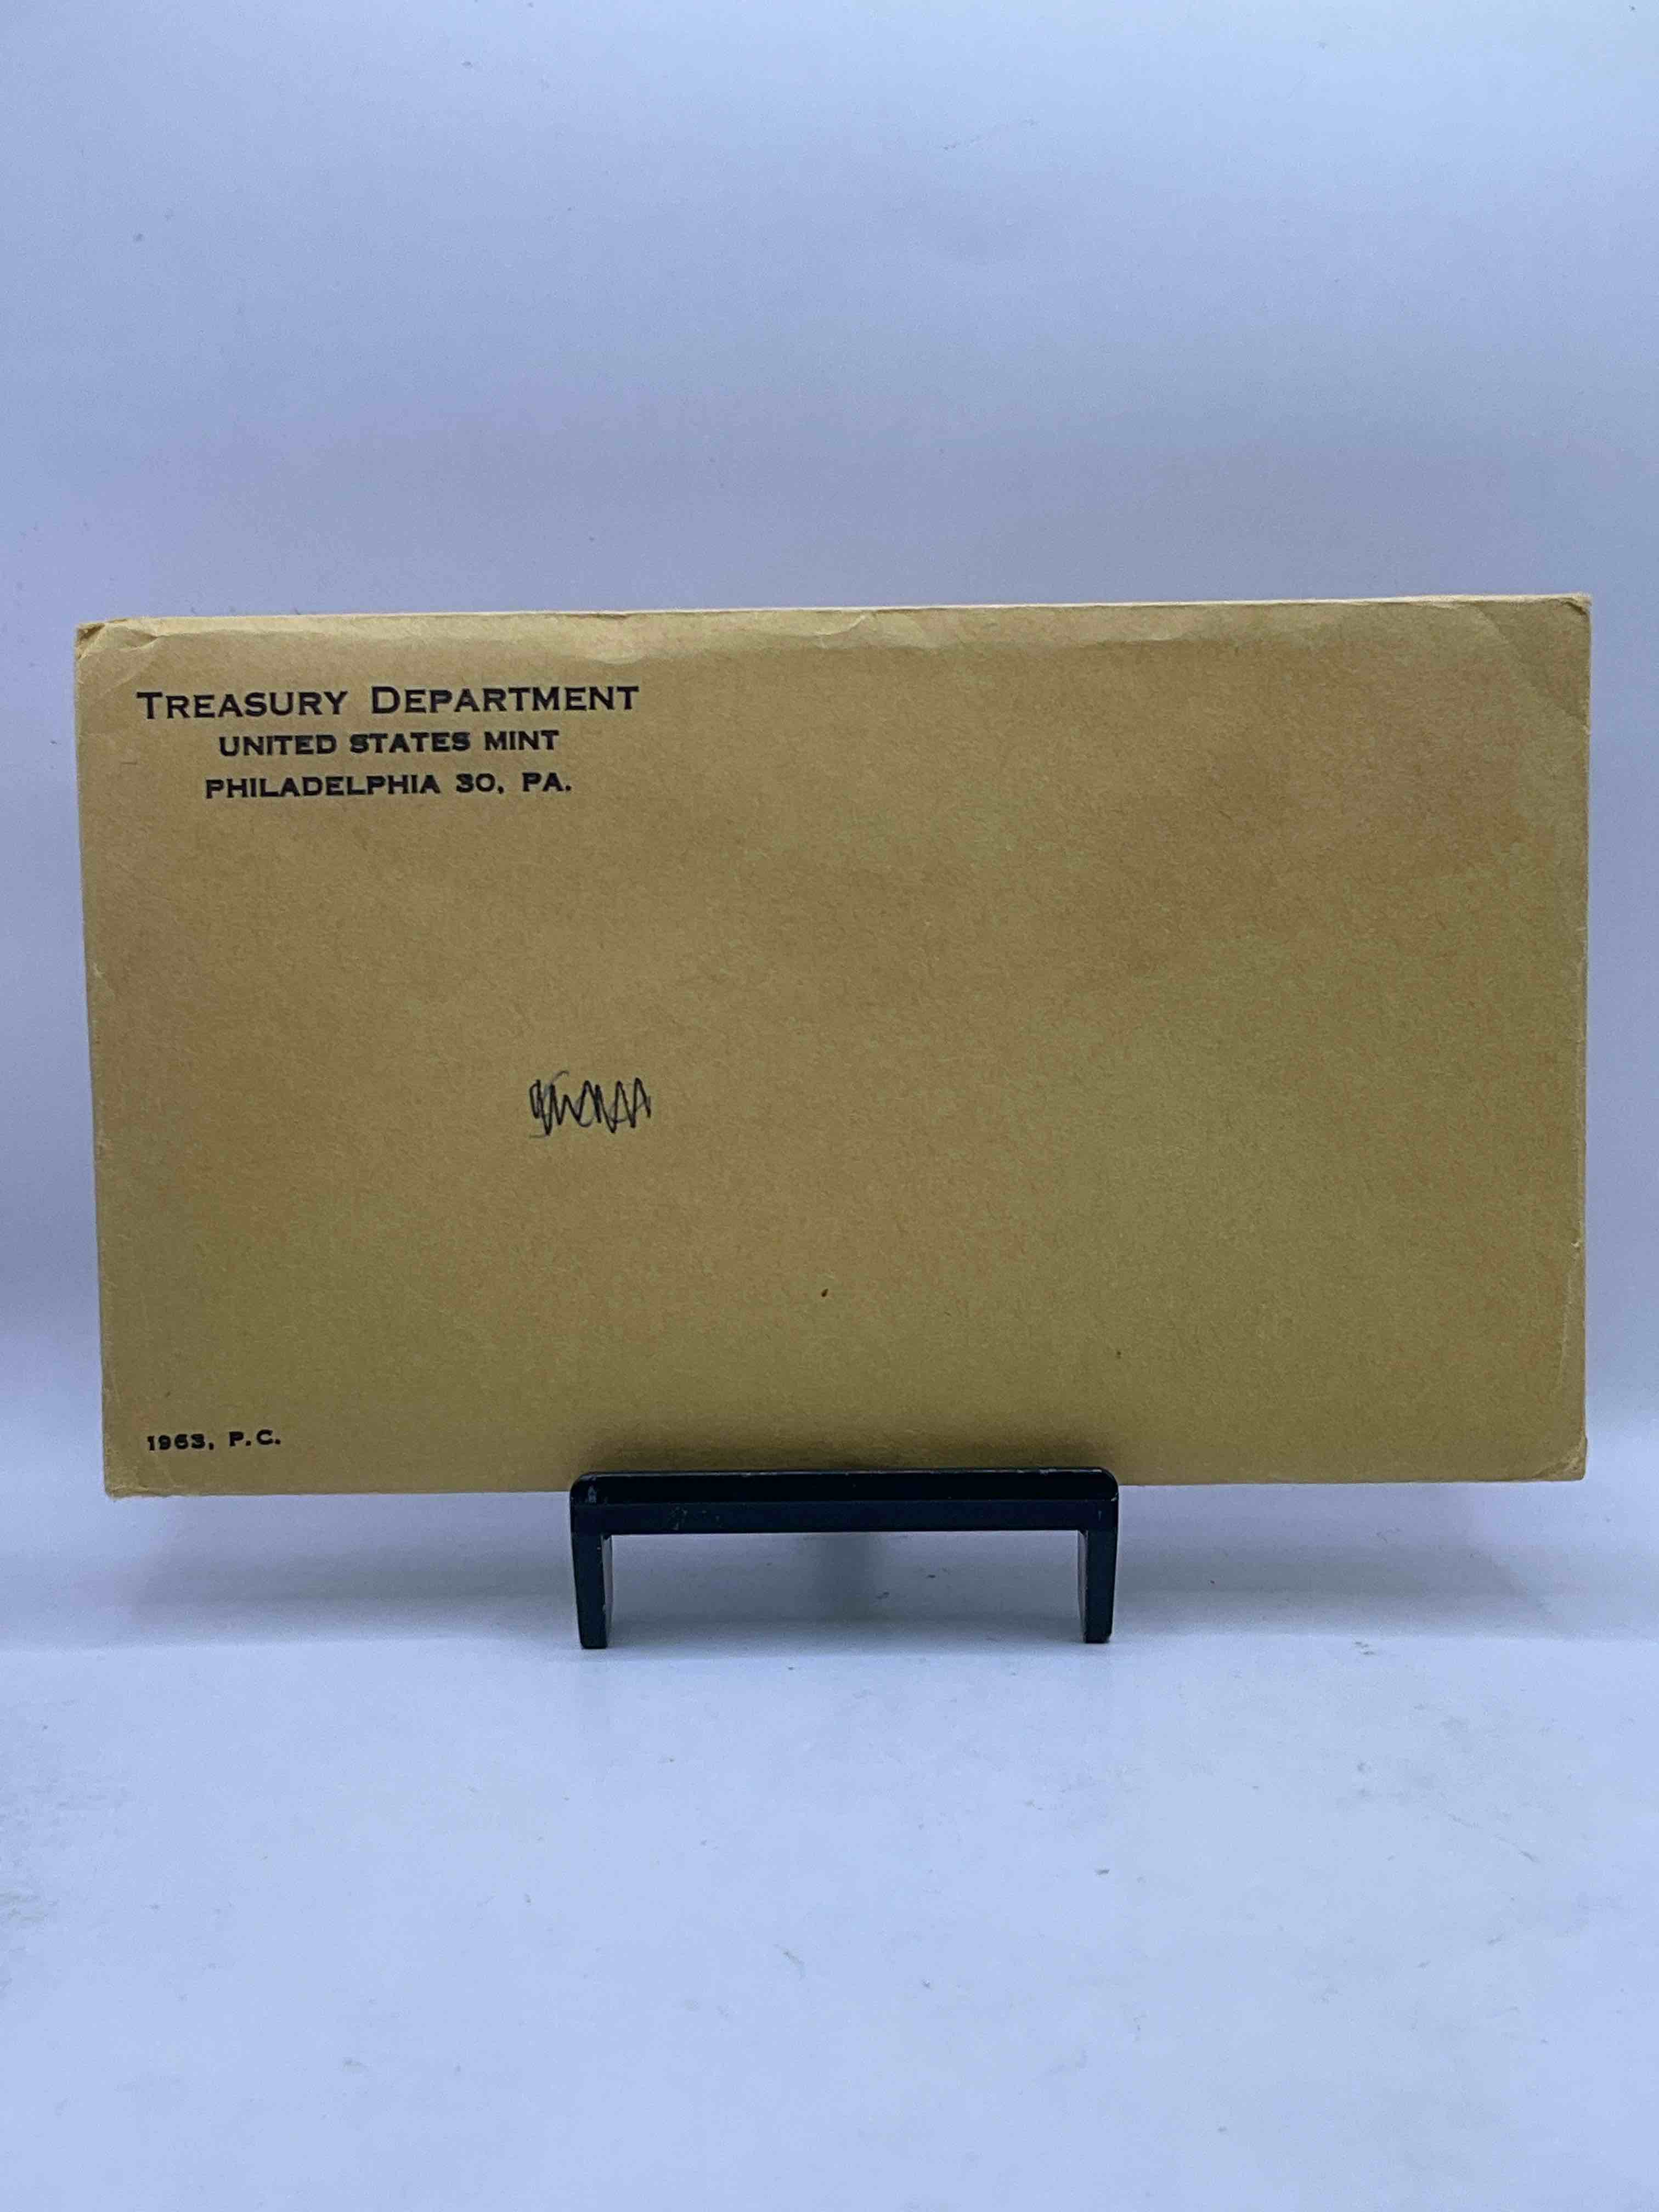 TREASURY DEPARTMENT
UNITED STATES MINT
PHILADELPHIA 30, PA.
1963, P.C.